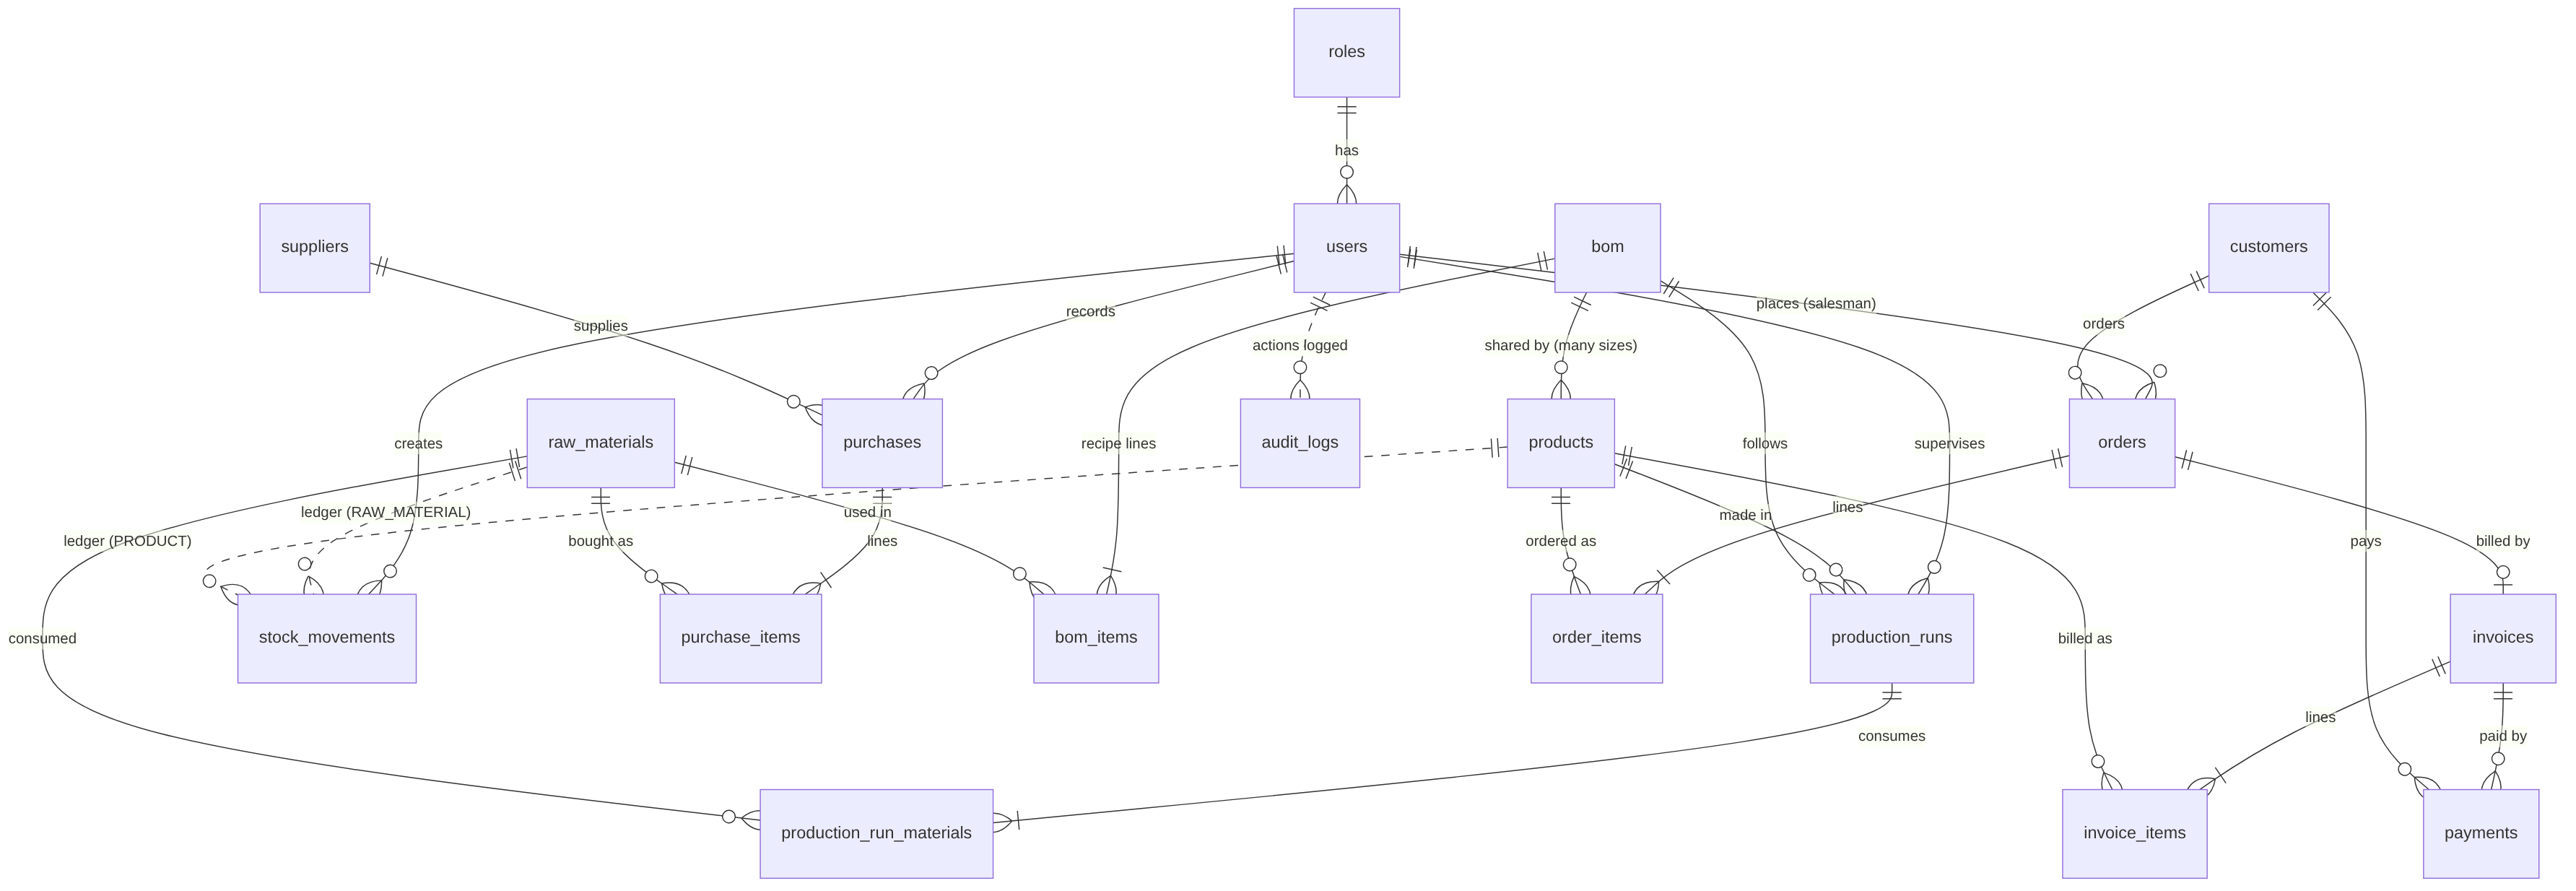 roles
has
suppliers
users
bom
customers
supplies
records
places (salesman)
orders
actions logged
shared by (many sizes)
creates
raw_materials
purchases
recipe lines
audit_logs
products
follows
supervises
orders
ledger (RAW_MATERIAL)
used in
made in
lines
ledger (PRODUCT)
bought as
lines
ordered as
billed by
pays
consumed
stock_movements
purchase_items
bom_items
order_items
production_runs
billed as
invoices
lines
consumes
paid by
production_run_materials
invoice_items
payments